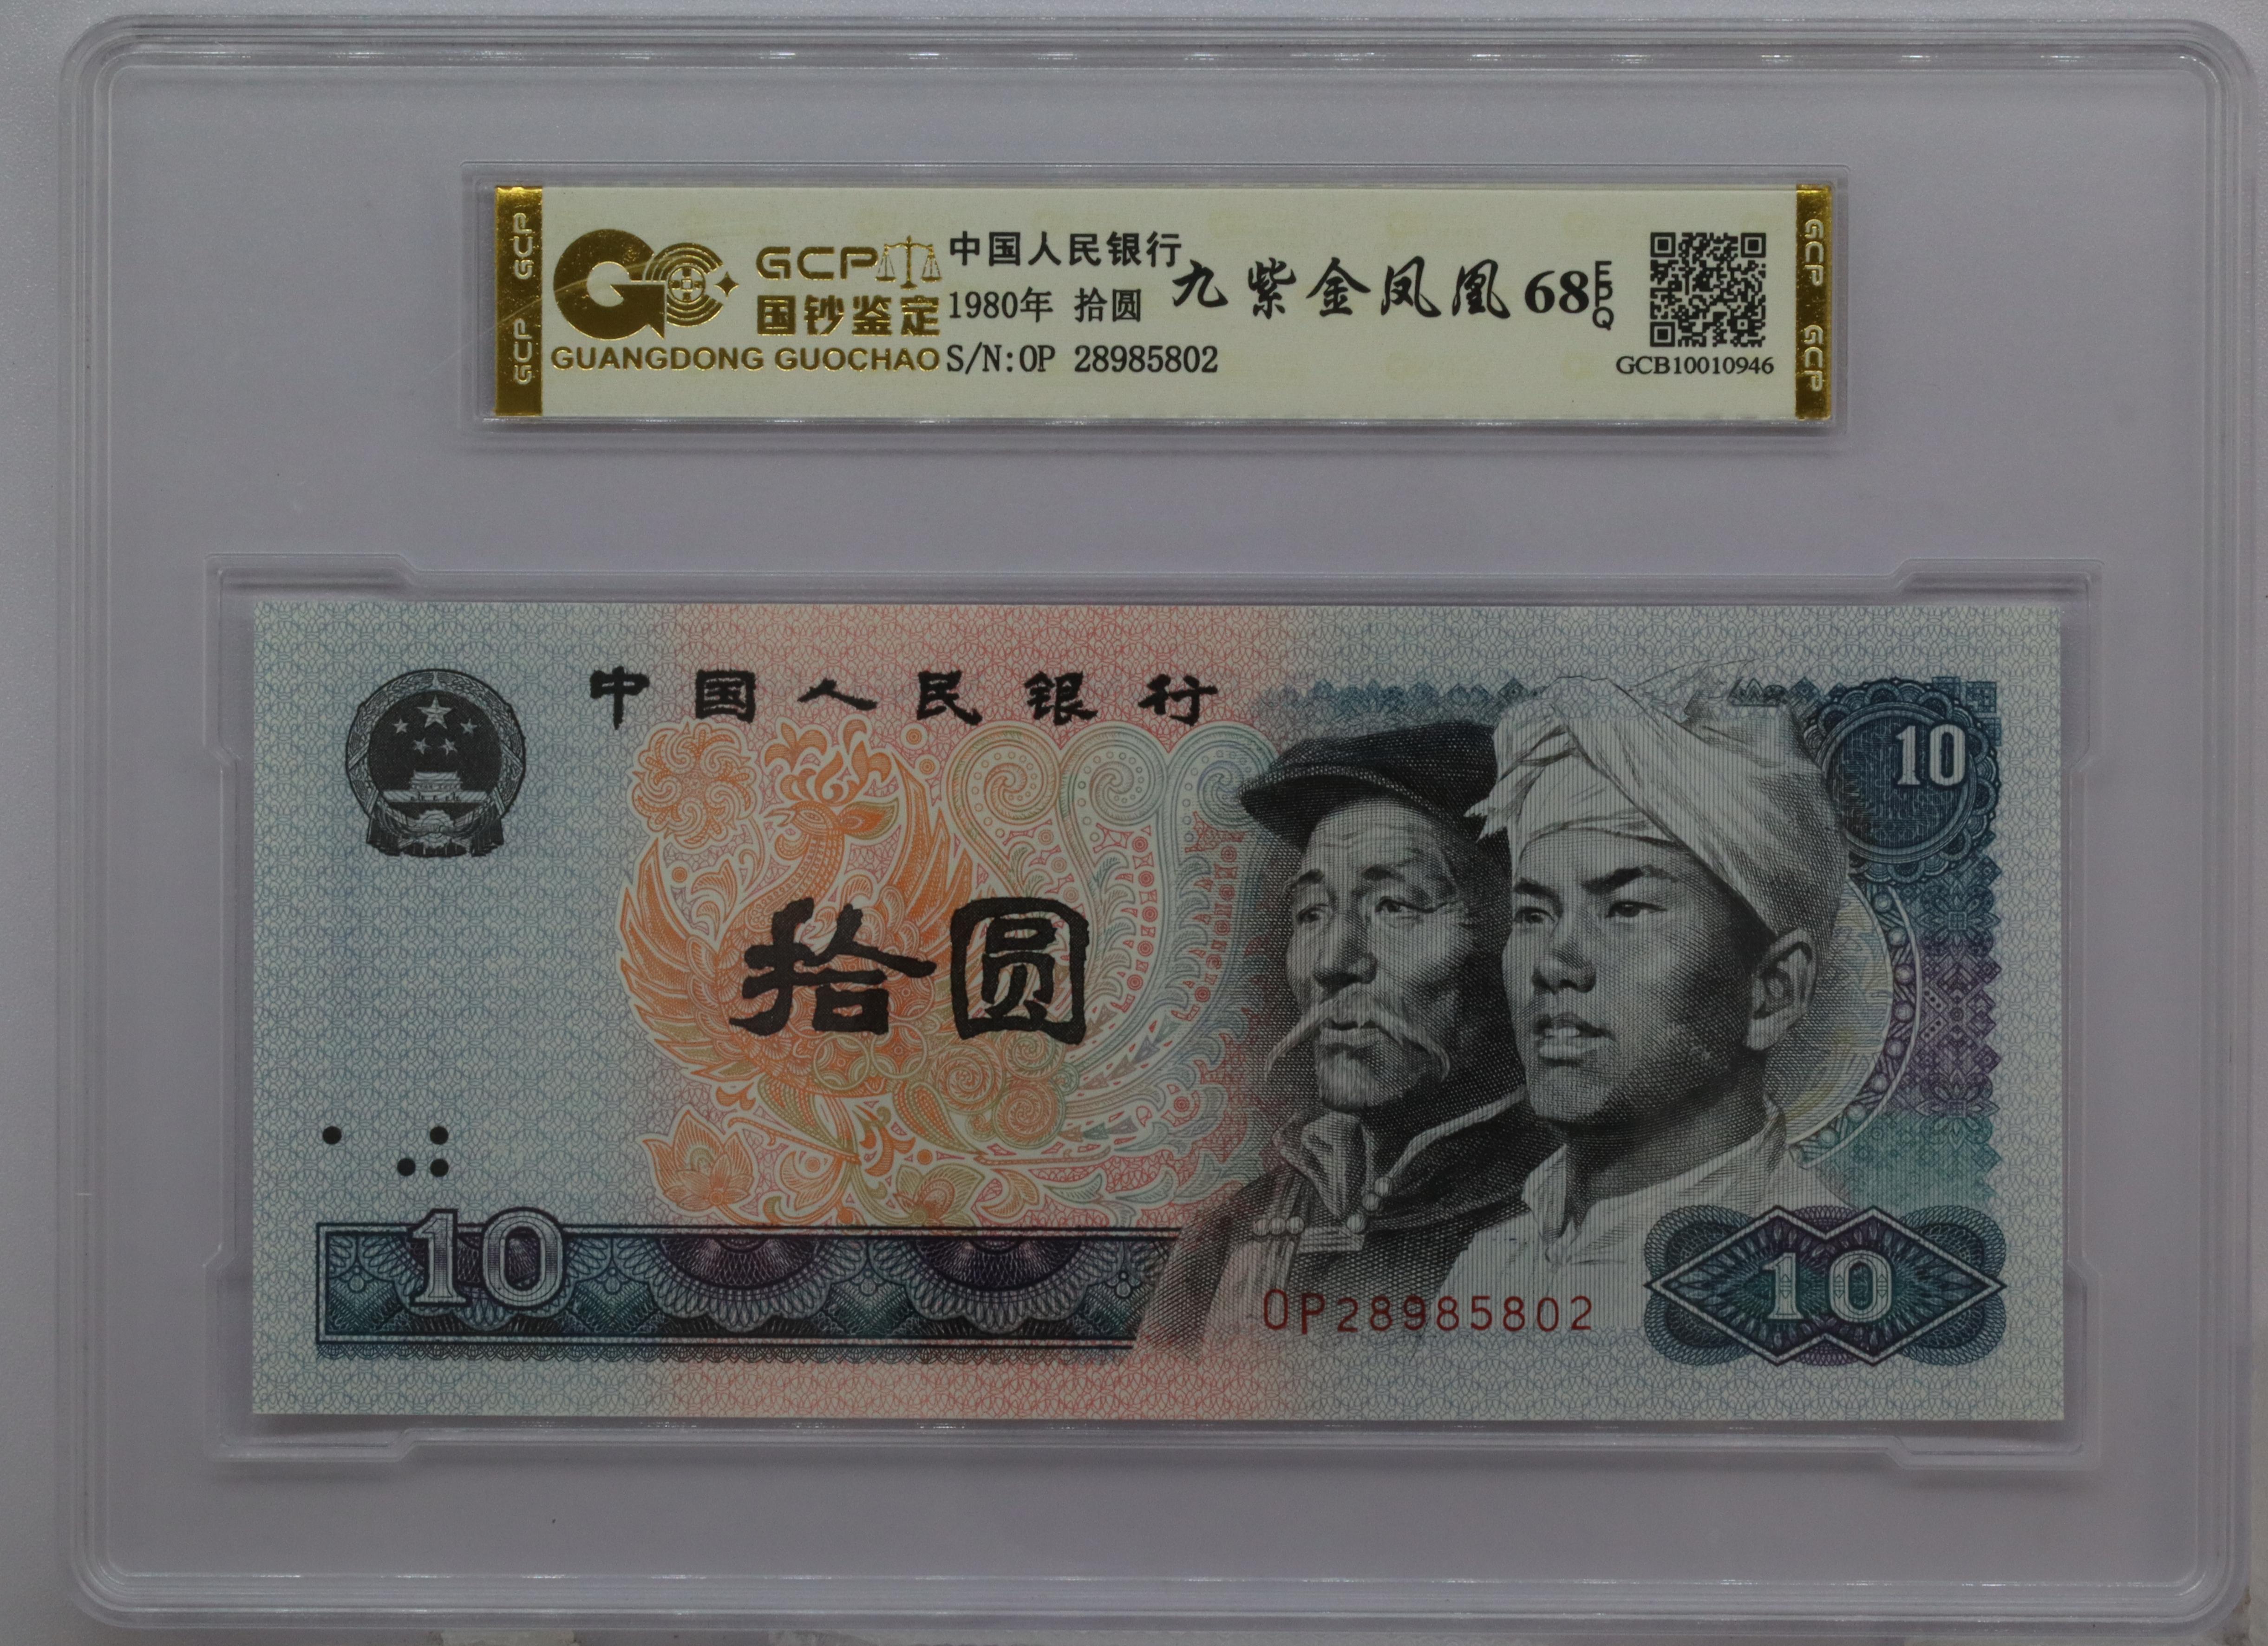 GCP GCP
GCP
国钞鉴定
GUANGDONG GUOCHAO
中国人民银行
1980年 拾圆
S/N:OP 28985802
九紫金凤凰
68 EPQ
GCB10010946
GCP GCP
中国人民银行
10
拾圆
10
OP28985802
10